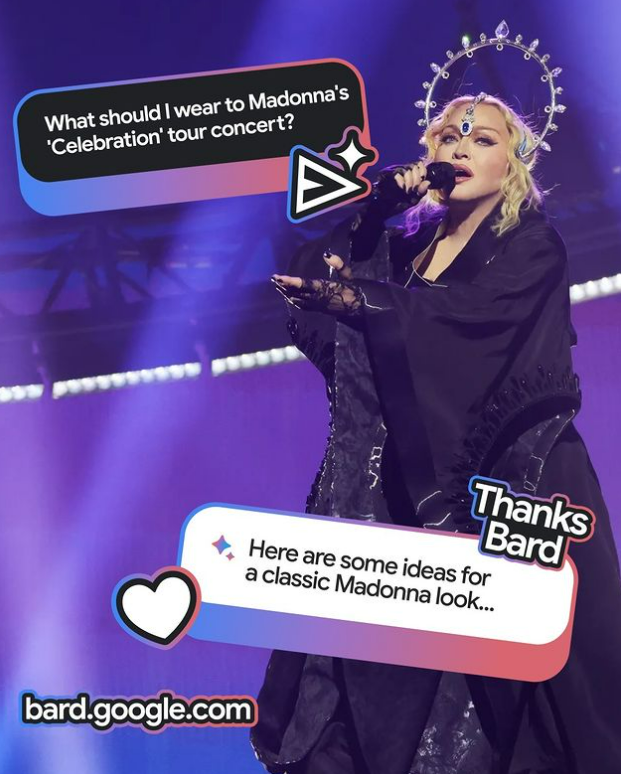 What should I wear to Madonna's
'Celebration' tour concert?
Thanks
Bard
Here are some ideas for
a classic Madonna look...
bard.google.com